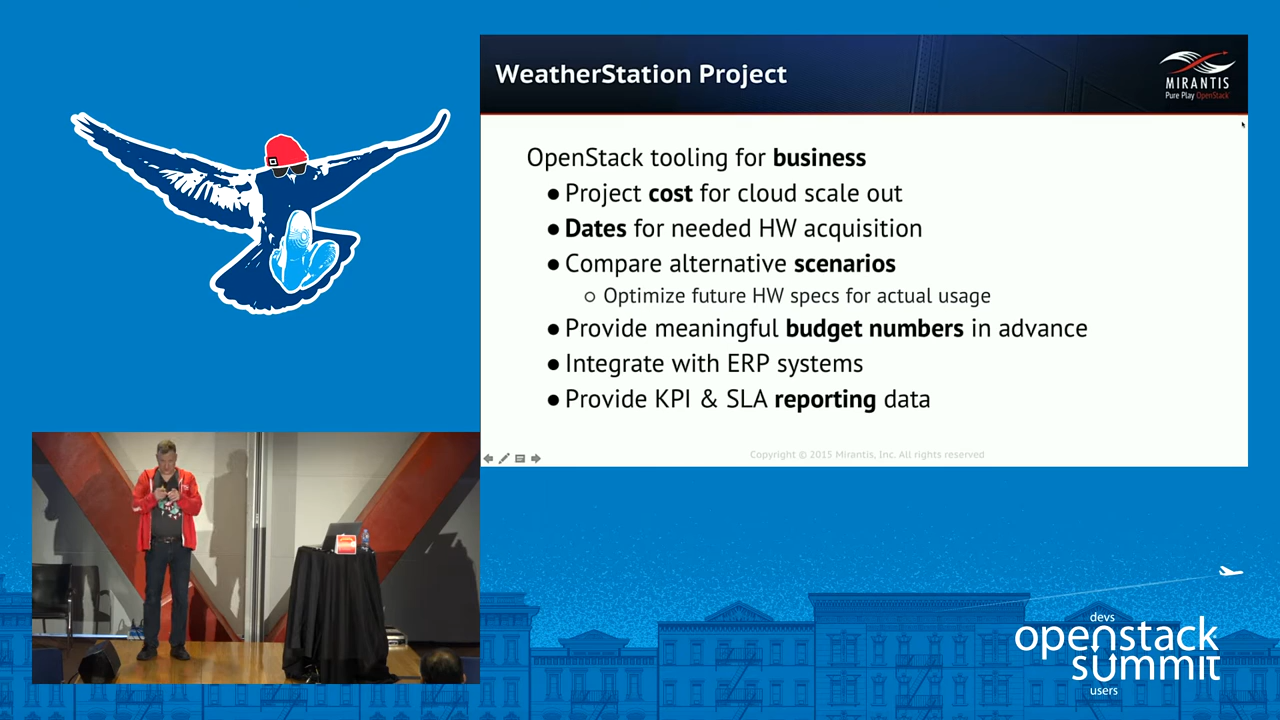 WeatherStation Project
MIRANTIS
Pure Play OpenStack
OpenStack tooling for business
● Project cost for cloud scale out
● Dates for needed HW acquisition
● Compare alternative scenarios
○ Optimize future HW specs for actual usage
● Provide meaningful budget numbers in advance
● Integrate with ERP systems
● Provide KPI & SLA reporting data
Copyright © 2015 Mirantis, Inc. All rights reserved
devs
openstack
summit
users